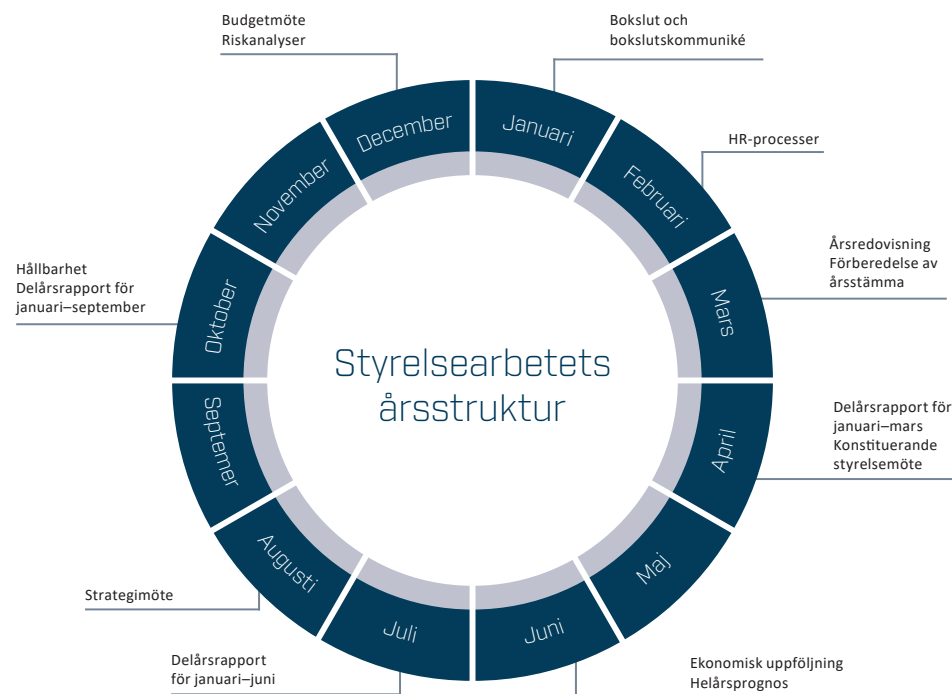 Styrelsearbetets
årsstruktur
Januari
Bokslut och
bokslutskommuniké
Februari
HR-processer
Mars
Årsredovisning
Förberedelse av
årsstämma
April
Delårsrapport för
januari–mars
Konstituerande
styrelsemöte
Maj
Juni
Ekonomisk uppföljning
Helårsprognos
Juli
Delårsrapport
för januari–juni
Augusti
Strategimöte
Septemer
Oktober
Hållbarhet
Delårsrapport för
januari–september
November
December
Budgetmöte
Riskanalyser